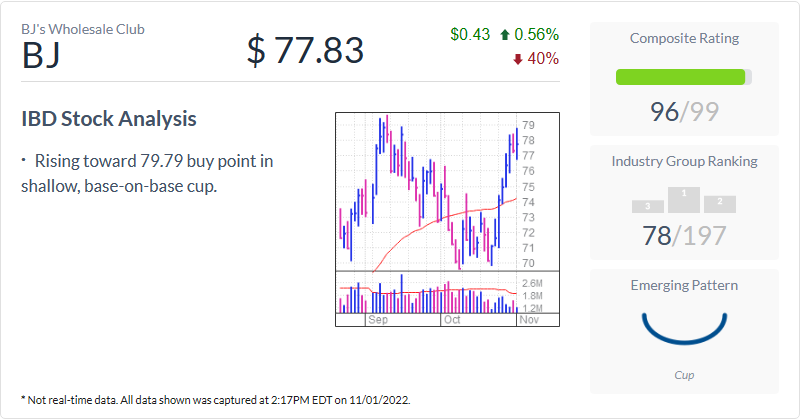 BJ's Wholesale Club
BJ
$ 77.83
$0.43 0.56%
40%
IBD Stock Analysis
· Rising toward 79.79 buy point in
shallow, base-on-base cup.
79
78
77
76
75
74
73
72
71
70
2.6M
1.8M
1.2M
Sep Oct Nov
Composite Rating
96/99
Industry Group Ranking
3 1 2
78/197
Emerging Pattern
Cup
* Not real-time data. All data shown was captured at 2:17PM EDT on 11/01/2022.